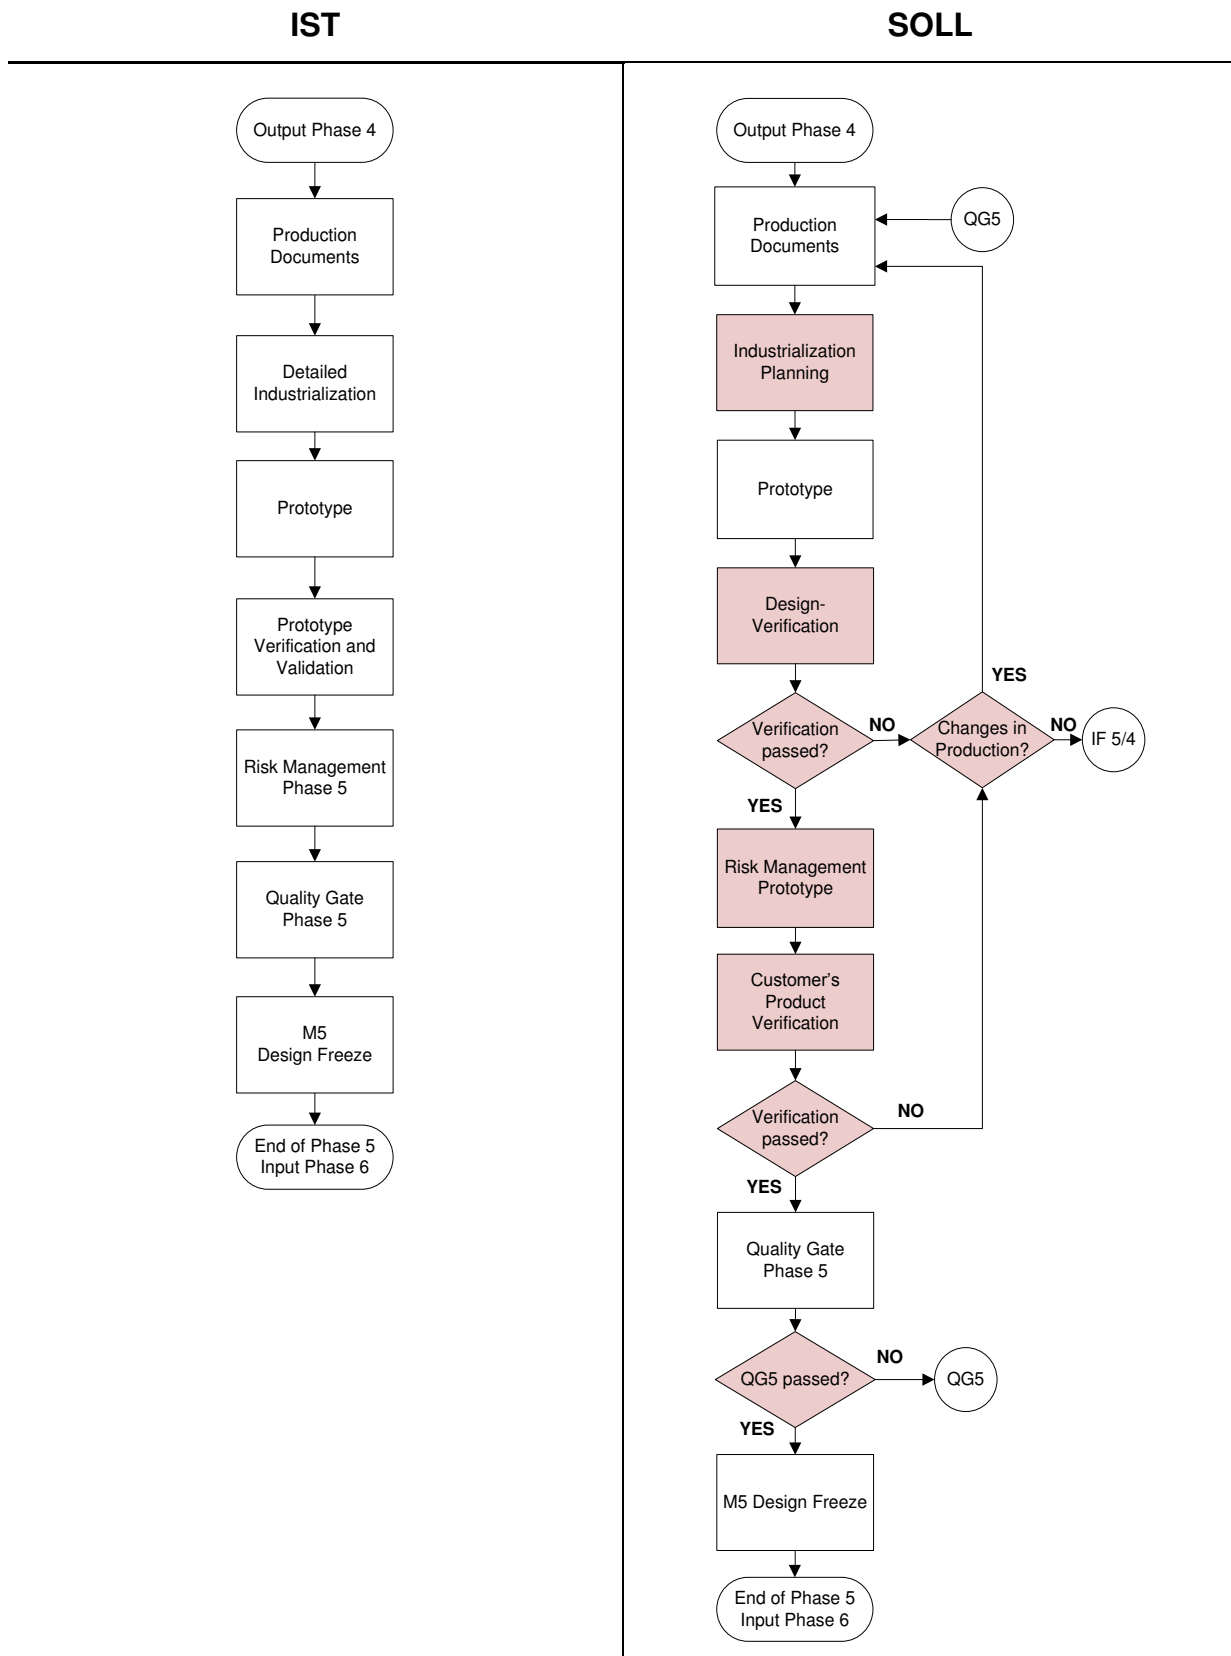 IST
SOLL
Output Phase 4
Production
Documents
Detailed
Industrialization
Prototype
Prototype
Verification and
Validation
Risk Management
Phase 5
Quality Gate
Phase 5
M5
Design Freeze
End of Phase 5
Input Phase 6
Output Phase 4
Production
Documents
QG5
Industrialization
Planning
Prototype
Design-
Verification
Verification
passed?
NO
Changes in
Production?
YES
NO
IF 5/4
YES
Risk Management
Prototype
Customer's
Product
Verification
Verification
passed?
NO
YES
Quality Gate
Phase 5
QG5 passed?
NO
QG5
YES
M5 Design Freeze
End of Phase 5
Input Phase 6